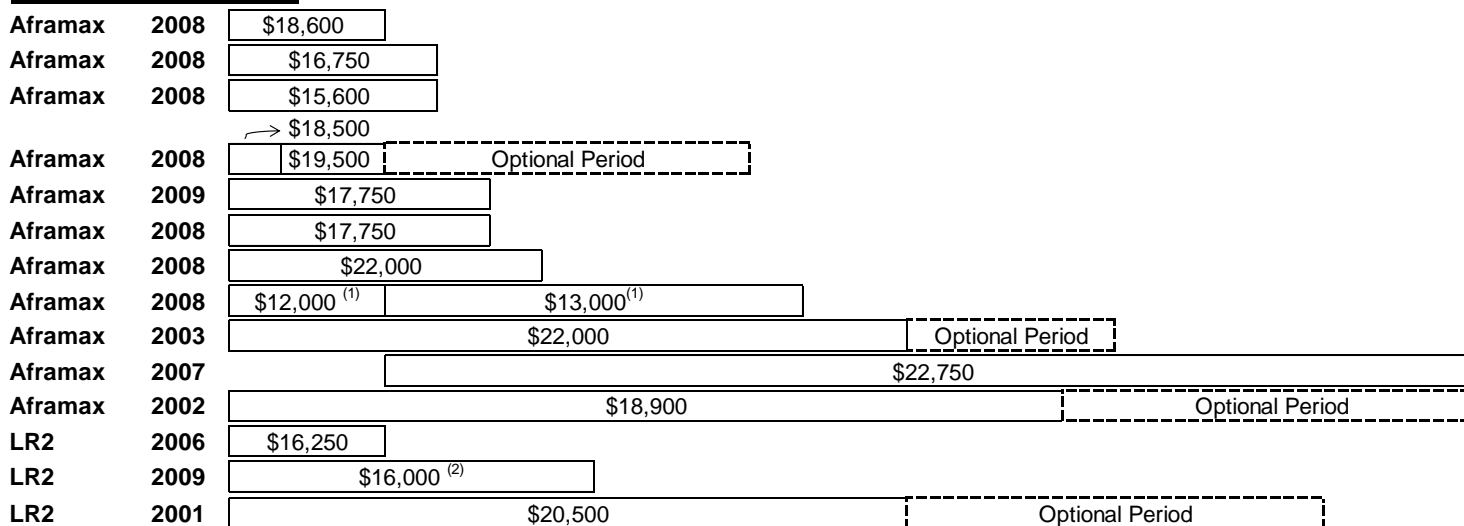 Aframax 2008 $18,600
Aframax 2008 $16,750
Aframax 2008 $15,600
$18,500
Aframax 2008 $19,500 Optional Period
Aframax 2009 $17,750
Aframax 2008 $17,750
Aframax 2008 $22,000
Aframax 2008 $12,000 (1) $13,000(1)
Aframax 2003 $22,000 Optional Period
Aframax 2007 $22,750
Aframax 2002 $18,900 Optional Period
LR2 2006 $16,250
LR2 2009 $16,000 (2)
LR2 2001 $20,500 Optional Period